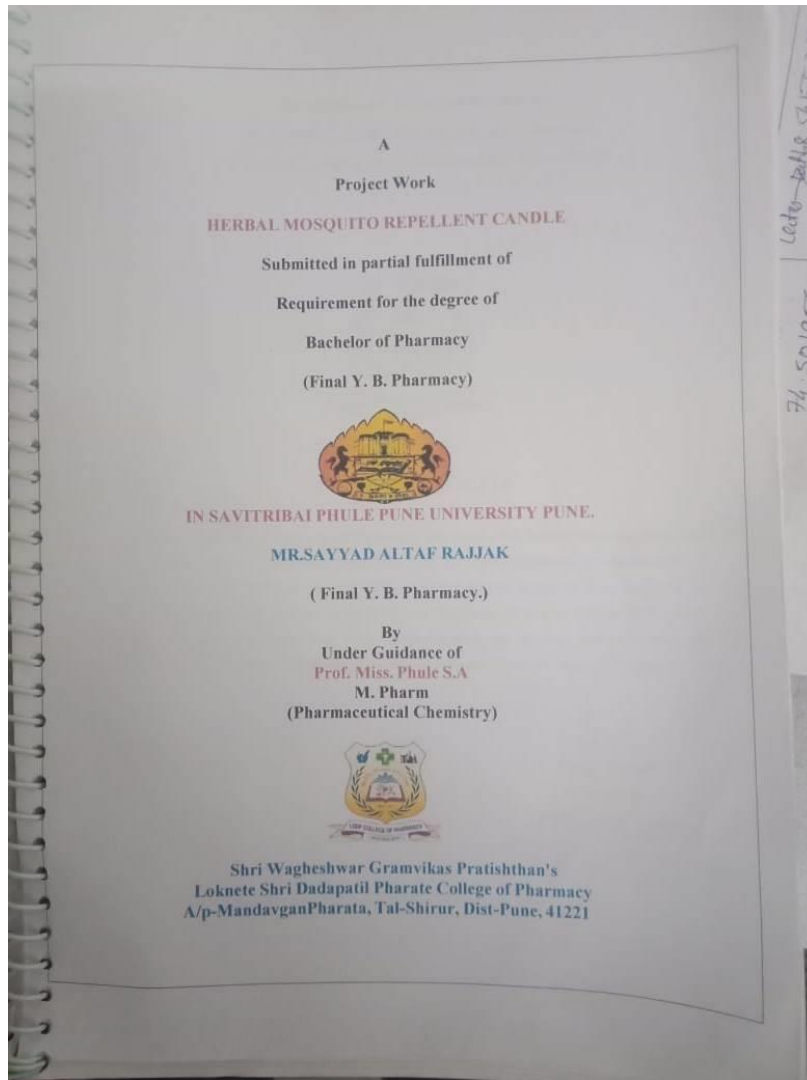 A
Project Work
HERBAL MOSQUITO REPELLENT CANDLE
Submitted in partial fulfillment of
Requirement for the degree of
Bachelor of Pharmacy
(Final Y. B. Pharmacy)
IN SAVITRIBAI PHULE PUNE UNIVERSITY PUNE.
MR.SAYYAD ALTAF RAJJAK
( Final Y. B. Pharmacy.)
By
Under Guidance of
Prof. Miss. Phule S.A
M. Pharm
(Pharmaceutical Chemistry)
COLLEGE OF PHARMACY
Shri Wagheshwar Gramvikas Pratishthan's
Loknete Shri Dadapatil Pharate College of Pharmacy
A/p-MandavganPharata, Tal-Shirur, Dist-Pune, 41221